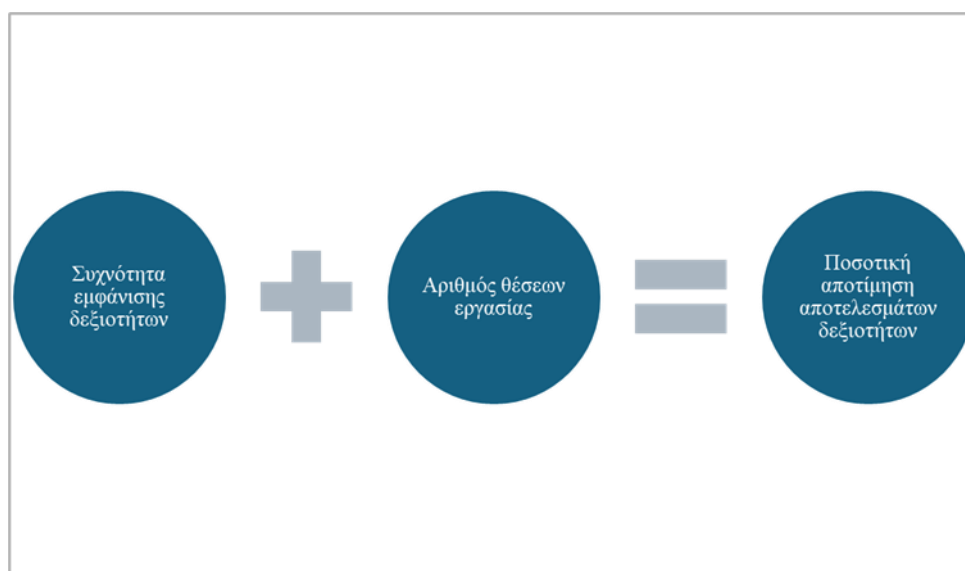 Συχνότητα
εμφάνισης
δεξιοτήτων
Αριθμός θέσεων
εργασίας
Ποσοτική
αποτίμηση
αποτελεσμάτων
δεξιοτήτων